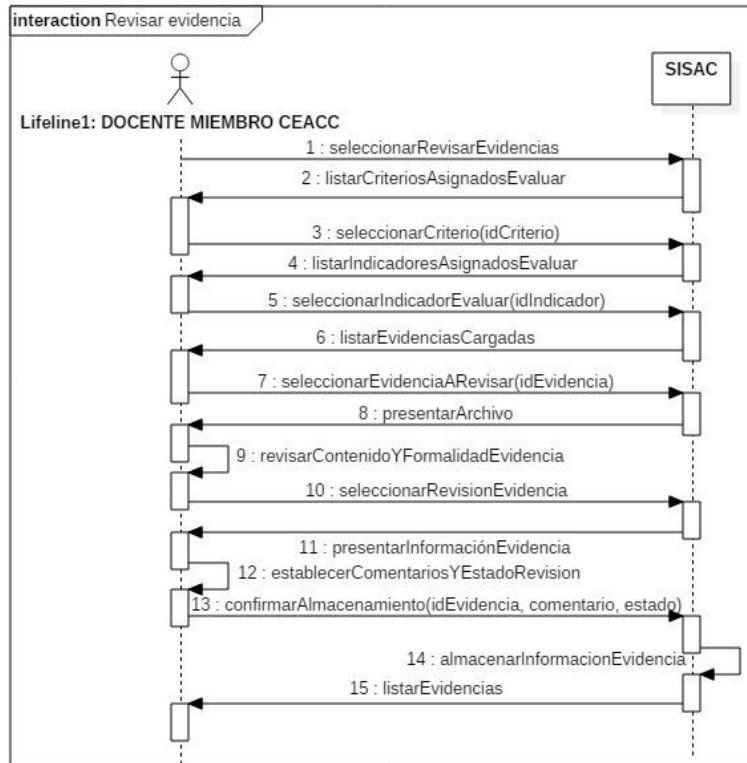 interaction Revisar evidencia
SISAC
Lifeline1: DOCENTE MIEMBRO CEACC
1 : seleccionarRevisarEvidencias
2 : listarCriteriosAsignadosEvaluar
3 : seleccionarCriterio(idCriterio)
4 : listarIndicadoresAsignadosEvaluar
5 : seleccionarIndicadorEvaluar(idIndicador)
6 : listarEvidenciasCargadas
7 : seleccionarEvidenciaARevisar(idEvidencia)
8 : presentarArchivo
9 : revisarContenidoYFormalidadEvidencia
10 : seleccionarRevisionEvidencia
11 : presentarInformaciónEvidencia
12 : establecerComentariosYEstadoRevision
13 : confirmarAlmacenamiento(idEvidencia, comentario, estado)
14 : almacenarInformacionEvidencia
15 : listarEvidencias